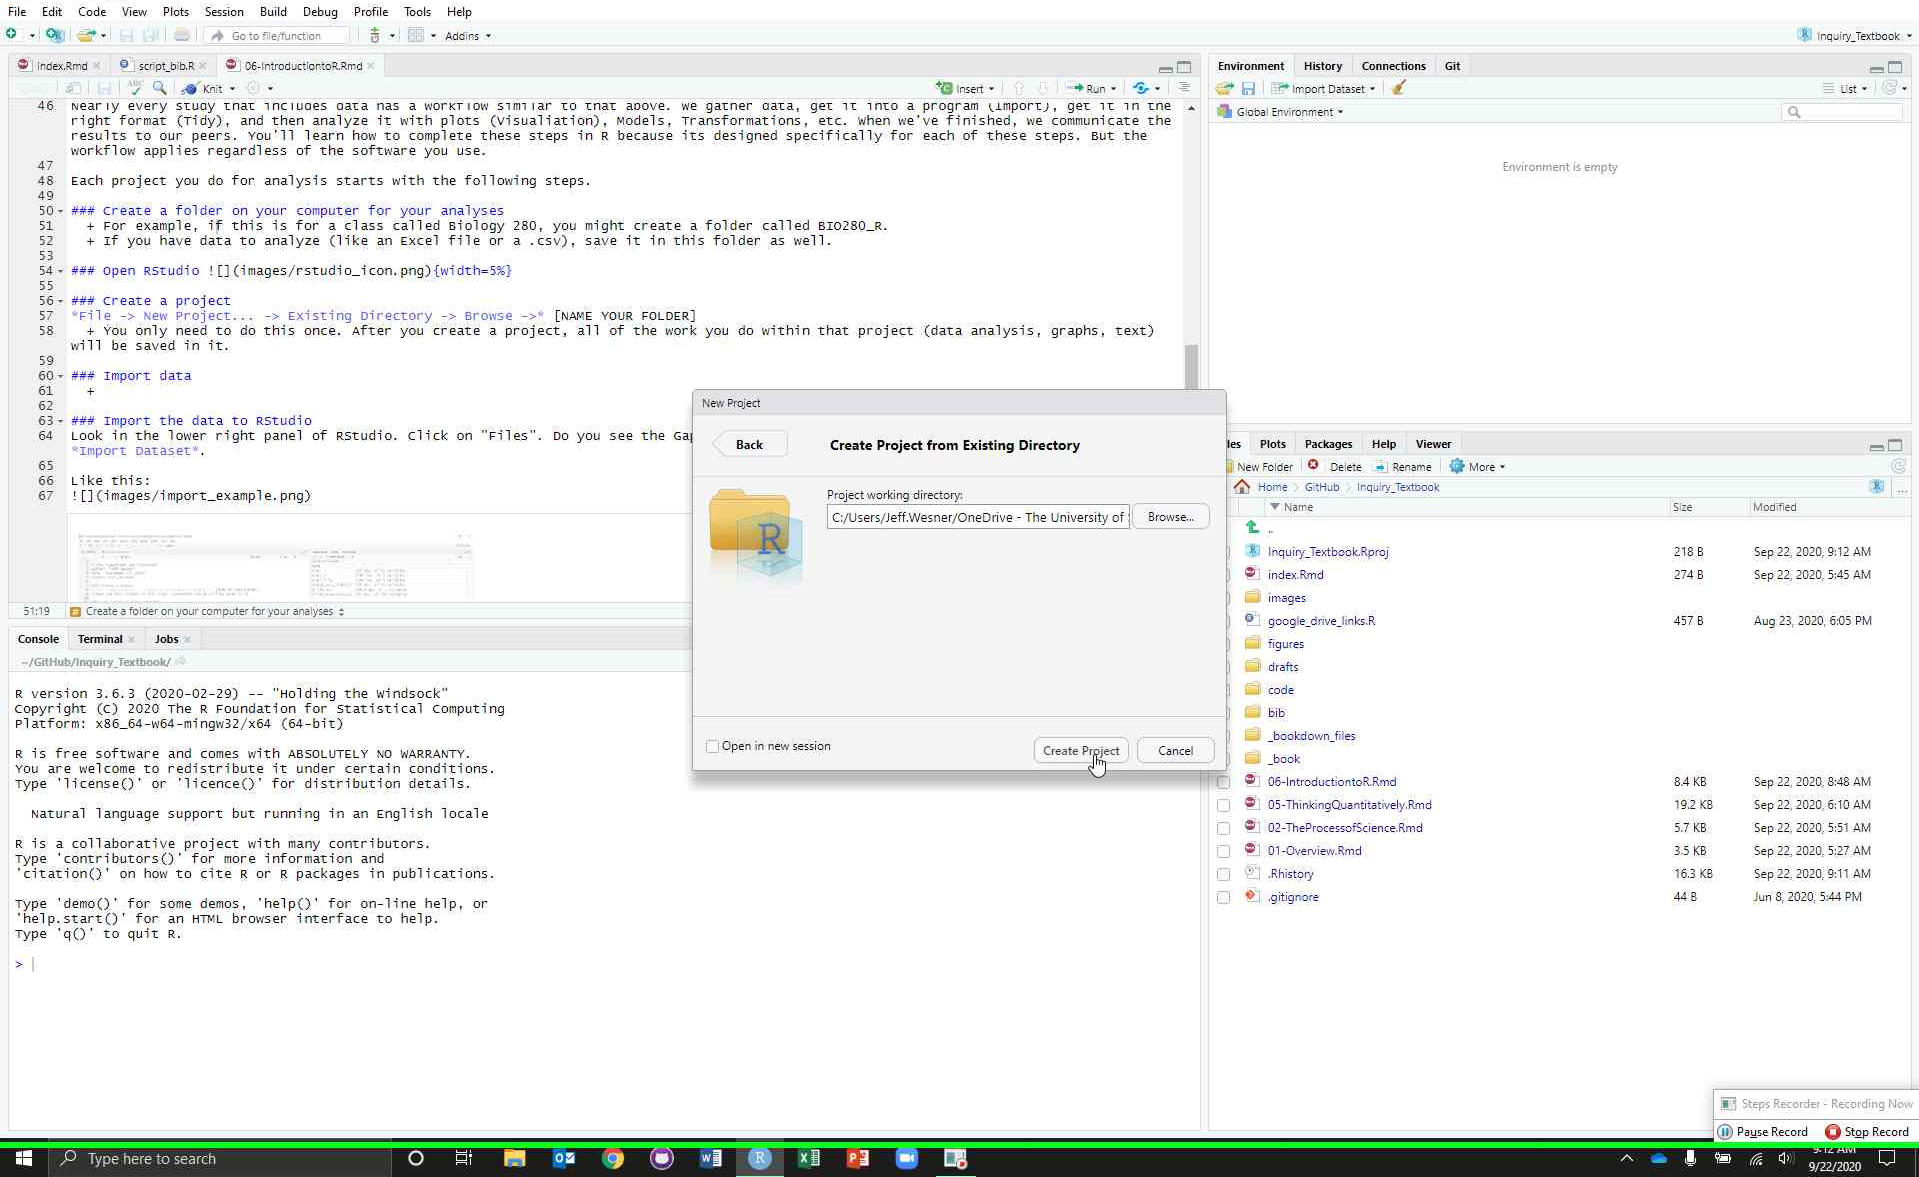 File Edit Code View Plots Session Build Debug Profile Tools Help
Go to file/function Addins Inquiry_Textbook
index.Rmd script_bib.R 06-IntroductiontoR.Rmd
ABC Knit Insert Run
46 Nearly every study that includes data has a workflow similar to that above. We gather data, get it into a program (Import), get it in the
right format (Tidy), and then analyze it with plots (Visualiation), Models, Transformations, etc. When we've finished, we communicate the
results to our peers. You'll learn how to complete these steps in R because its designed specifically for each of these steps. But the
workflow applies regardless of the software you use.
47
48 Each project you do for analysis starts with the following steps.
49
50 ### Create a folder on your computer for your analyses
51 + For example, if this is for a class called Biology 280, you might create a folder called BIO280_R.
52 + If you have data to analyze (like an Excel file or a .csv), save it in this folder as well.
53
54 ### Open RStudio ![](images/rstudio_icon.png){width=5%}
55
56 ### Create a project
57 *File -> New Project... -> Existing Directory -> Browse ->* [NAME YOUR FOLDER]
58 + You only need to do this once. After you create a project, all of the work you do within that project (data analysis, graphs, text)
will be saved in it.
59
60 ### Import data
61 +
62
63 ### Import the data to RStudio
64 Look in the lower right panel of RStudio. Click on "Files". Do you see the Gap
*Import Dataset*.
65
66 Like this:
67 ![](images/import_example.png)
51:19 # Create a folder on your computer for your analyses
Console Terminal Jobs
~/GitHub/Inquiry_Textbook/
R version 3.6.3 (2020-02-29) -- "Holding the Windsock"
Copyright (C) 2020 The R Foundation for Statistical Computing
Platform: x86_64-w64-mingw32/x64 (64-bit)
R is free software and comes with ABSOLUTELY NO WARRANTY.
You are welcome to redistribute it under certain conditions.
Type 'license()' or 'licence()' for distribution details.
Natural language support but running in an English locale
R is a collaborative project with many contributors.
Type 'contributors()' for more information and
'citation()' on how to cite R or R packages in publications.
Type 'demo()' for some demos, 'help()' for on-line help, or
'help.start()' for an HTML browser interface to help.
Type 'q()' to quit R.
>
New Project
Back Create Project from Existing Directory
Project working directory:
C:/Users/Jeff.Wesner/OneDrive - The University of Browse...
R
Open in new session Create Project Cancel
Environment History Connections Git
Import Dataset List
Global Environment
Environment is empty
les Plots Packages Help Viewer
New Folder Delete Rename More
Home GitHub Inquiry_Textbook ...
Name Size Modified
..
Inquiry_Textbook.Rproj 218 B Sep 22, 2020, 9:12 AM
index.Rmd 274 B Sep 22, 2020, 5:45 AM
images
google_drive_links.R 457 B Aug 23, 2020, 6:05 PM
figures
drafts
code
bib
_bookdown_files
_book
06-IntroductiontoR.Rmd 8.4 KB Sep 22, 2020, 8:48 AM
05-ThinkingQuantitatively.Rmd 19.2 KB Sep 22, 2020, 6:10 AM
02-TheProcessofScience.Rmd 5.7 KB Sep 22, 2020, 5:51 AM
01-Overview.Rmd 3.5 KB Sep 22, 2020, 5:27 AM
.Rhistory 16.3 KB Sep 22, 2020, 9:11 AM
.gitignore 44 B Jun 8, 2020, 5:44 PM
Steps Recorder - Recording Now
Pause Record Stop Record
Type here to search
9:12 AM
9/22/2020